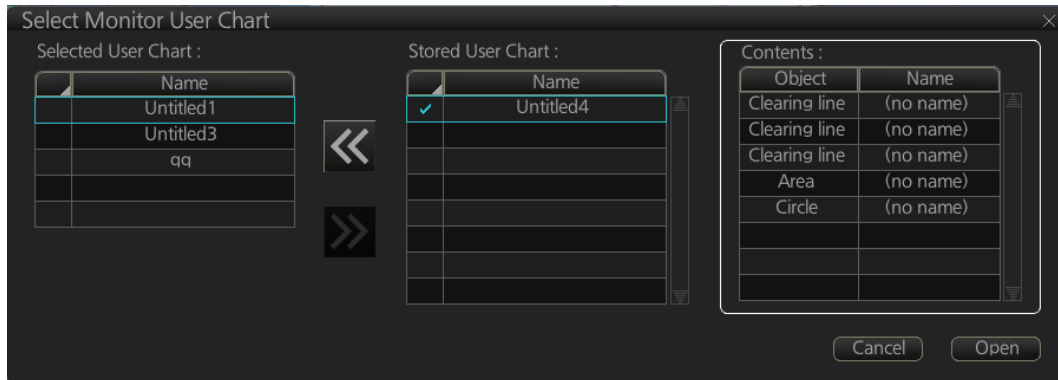 Select Monitor User Chart
Selected User Chart :
Name
Untitled1
Untitled3
qq
Stored User Chart :
Name
Untitled4
Contents :
Object Name
Clearing line (no name)
Clearing line (no name)
Clearing line (no name)
Area (no name)
Circle (no name)
Cancel Open